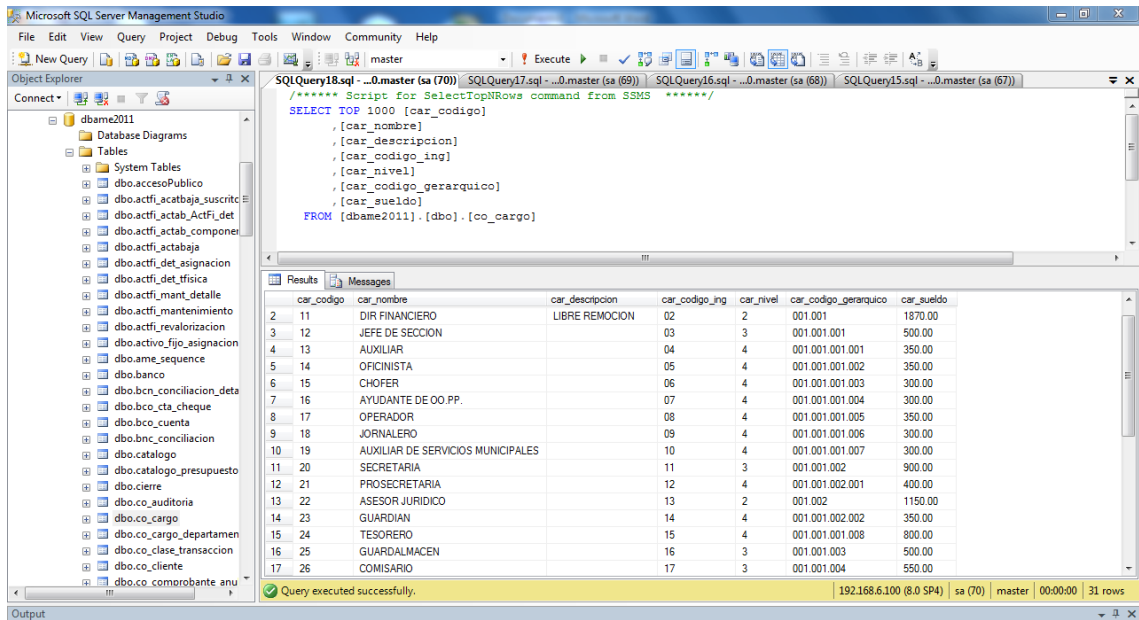 Microsoft SQL Server Management Studio
File Edit View Query Project Debug Tools Window Community Help
New Query master Execute
Object Explorer
SQLQuery18.sql - ...0.master (sa (70)) SQLQuery17.sql - ...0.master (sa (69)) SQLQuery16.sql - ...0.master (sa (68)) SQLQuery15.sql - ...0.master (sa (67))
Connect
dbame2011
Database Diagrams
Tables
System Tables
dbo.accesoPublico
dbo.actfi_acatbaja_suscrito
dbo.actfi_actab_ActFi_det
dbo.actfi_actab_componer
dbo.actfi_actabaja
dbo.actfi_det_asignacion
dbo.actfi_det_tfisica
dbo.actfi_mant_detalle
dbo.actfi_mantenimiento
dbo.actfi_revalorizacion
dbo.activo_fijo_asignacion
dbo.ame_sequence
dbo.banco
dbo.bcn_conciliacion_deta
dbo.bco_cta_cheque
dbo.bco_cuenta
dbo.bnc_conciliacion
dbo.catalogo
dbo.catalogo_presupuesto
dbo.cierre
dbo.co_auditoria
dbo.co_cargo
dbo.co_cargo_departamen
dbo.co_clase_transaccion
dbo.co_cliente
dbo.co_comprobante_anu
/****** Script for SelectTopNRows command from SSMS ******/
SELECT TOP 1000 [car_codigo]
,[car_nombre]
,[car_descripcion]
,[car_codigo_ing]
,[car_nivel]
,[car_codigo_gerarquico]
,[car_sueldo]
FROM [dbame2011].[dbo].[co_cargo]
Results Messages
car_codigo car_nombre car_descripcion car_codigo_ing car_nivel car_codigo_gerarquico car_sueldo
2 11 DIR FINANCIERO LIBRE REMOCION 02 2 001.001 1870.00
3 12 JEFE DE SECCION 03 3 001.001.001 500.00
4 13 AUXILIAR 04 4 001.001.001.001 350.00
5 14 OFICINISTA 05 4 001.001.001.002 350.00
6 15 CHOFER 06 4 001.001.001.003 300.00
7 16 AYUDANTE DE OO.PP. 07 4 001.001.001.004 300.00
8 17 OPERADOR 08 4 001.001.001.005 350.00
9 18 JORNALERO 09 4 001.001.001.006 300.00
10 19 AUXILIAR DE SERVICIOS MUNICIPALES 10 4 001.001.001.007 300.00
11 20 SECRETARIA 11 3 001.001.002 900.00
12 21 PROSECRETARIA 12 4 001.001.002.001 400.00
13 22 ASESOR JURIDICO 13 2 001.002 1150.00
14 23 GUARDIAN 14 4 001.001.002.002 350.00
15 24 TESORERO 15 4 001.001.001.008 800.00
16 25 GUARDALMACEN 16 3 001.001.003 500.00
17 26 COMISARIO 17 3 001.001.004 550.00
Query executed successfully. 192.168.6.100 (8.0 SP4) sa (70) master 00:00:00 31 rows
Output